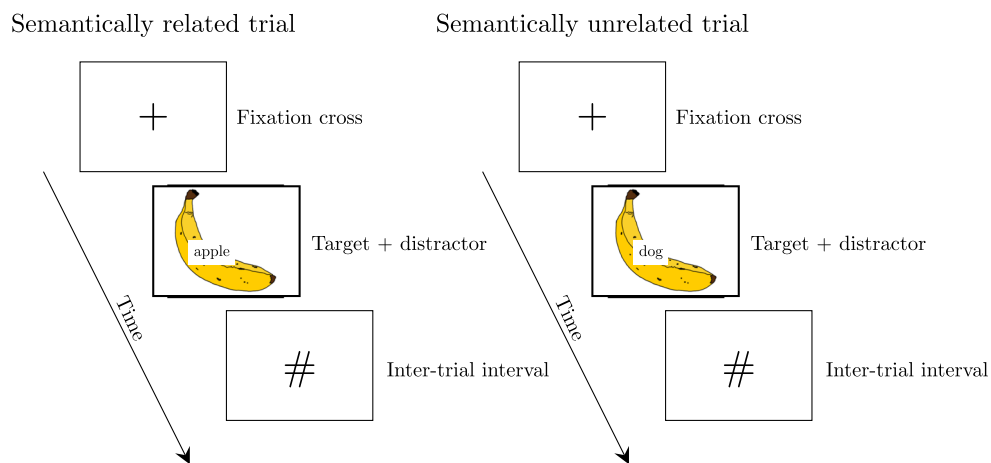 Semantically related trial
+
Fixation cross
apple
Target + distractor
Time
#
Inter-trial interval
Semantically unrelated trial
+
Fixation cross
dog
Target + distractor
Time
#
Inter-trial interval